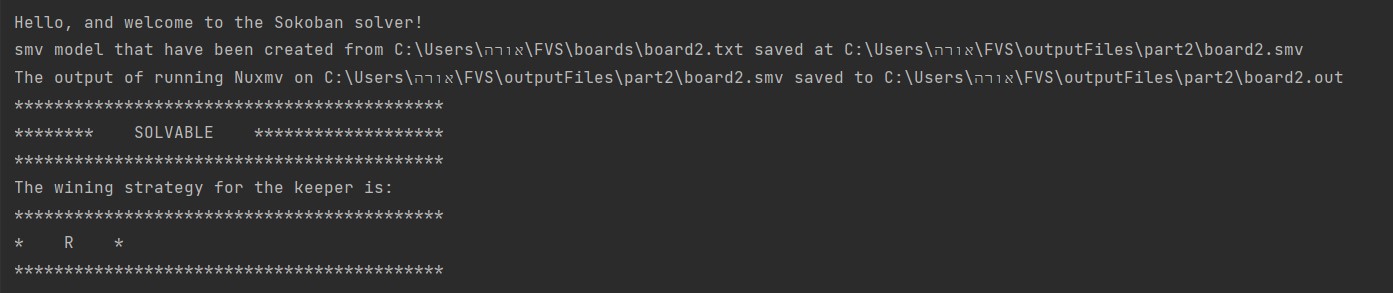 Hello, and welcome to the Sokoban solver!
smv model that have been created from C:\Users\אורה\FVS\boards\board2.txt saved at C:\Users\אורה\FVS\outputFiles\part2\board2.smv
The output of running Nuxmv on C:\Users\אורה\FVS\outputFiles\part2\board2.smv saved to C:\Users\אורה\FVS\outputFiles\part2\board2.out
*******************************************
********    SOLVABLE    *******************
*******************************************
The wining strategy for the keeper is:
*******************************************
*    R    *
*******************************************